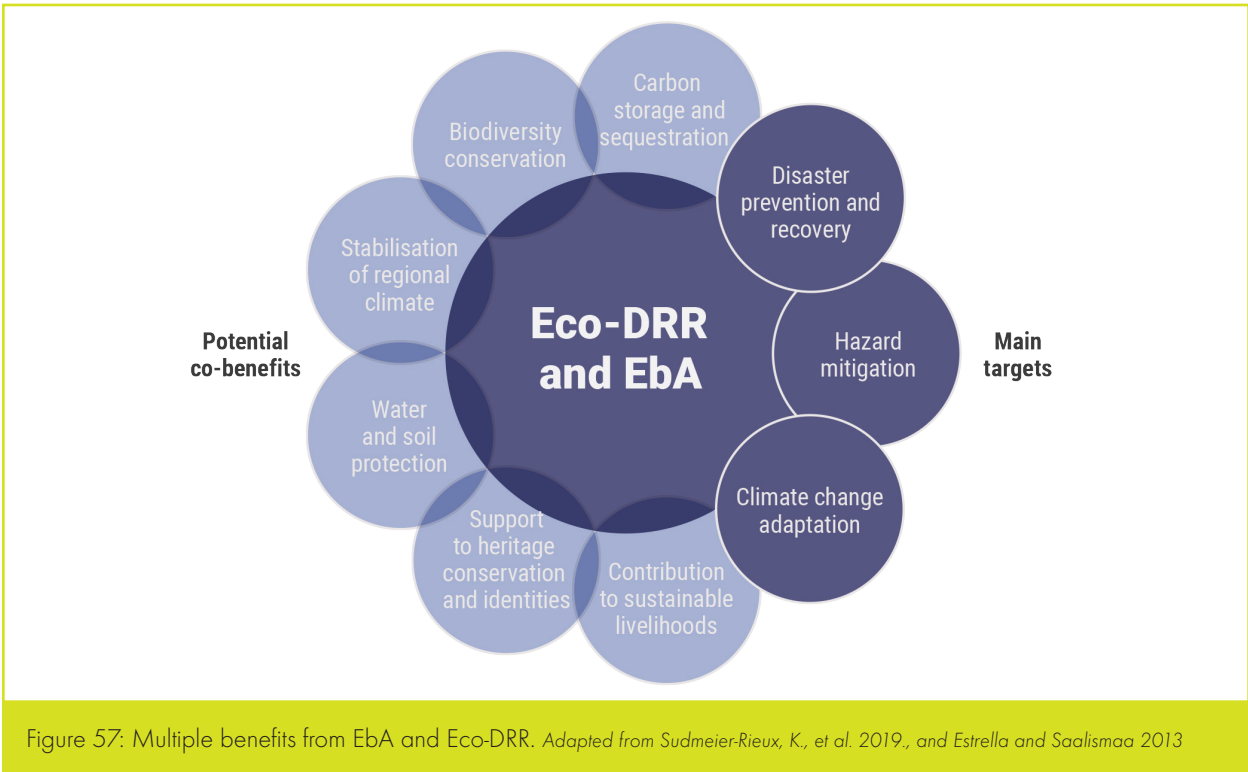 Carbon
storage and
sequestration
Biodiversity
conservation
Disaster
prevention and
recovery
Stabilisation
of regional
climate
Eco-DRR
and EbA
Potential
co-benefits
Hazard
mitigation
Main
targets
Water
and soil
protection
Climate change
adaptation
Support
to heritage
conservation
and identities
Contribution
to sustainable
livelihoods
Figure 57: Multiple benefits from EbA and Eco-DRR. Adapted from Sudmeier-Rieux, K., et al. 2019., and Estrella and Saalismaa 2013